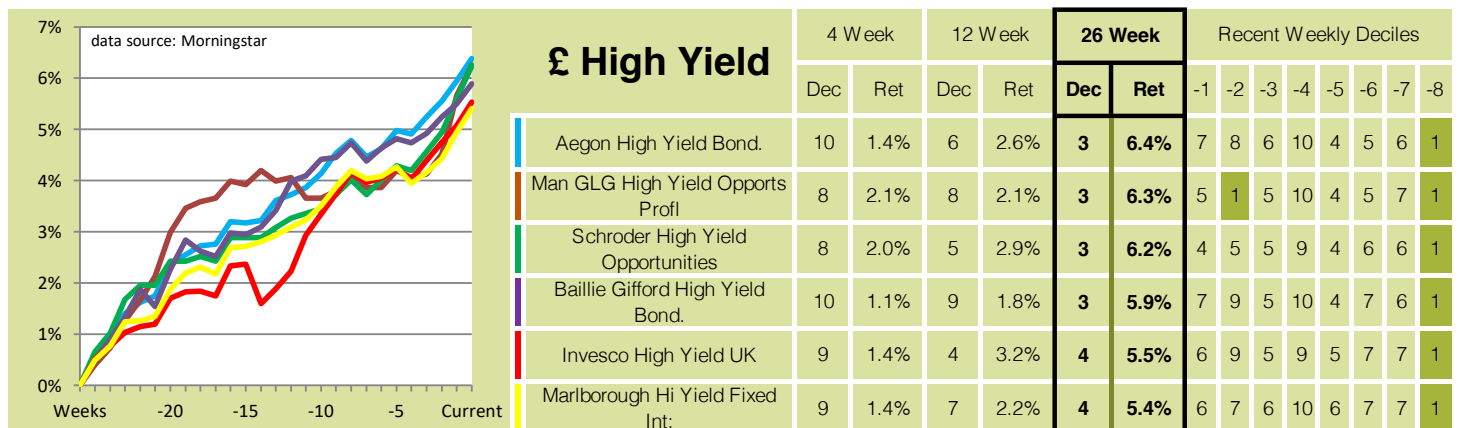 7%
6%
5%
4%
3%
2%
1%
0%
data source: Morningstar
Weeks -20 -15 -10 -5 Current
£ High Yield
4 Week 12 Week 26 Week Recent Weekly Deciles
Dec Ret Dec Ret Dec Ret -1 -2 -3 -4 -5 -6 -7 -8
Aegon High Yield Bond. 10 1.4% 6 2.6% 3 6.4% 7 8 6 10 4 5 6 1
Man GLG High Yield Opports
Profl 8 2.1% 8 2.1% 3 6.3% 5 1 5 10 4 5 7 1
Schroder High Yield
Opportunities 8 2.0% 5 2.9% 3 6.2% 4 5 5 9 4 6 6 1
Baillie Gifford High Yield
Bond. 10 1.1% 9 1.8% 3 5.9% 7 9 5 10 4 7 6 1
Invesco High Yield UK 9 1.4% 4 3.2% 4 5.5% 6 9 5 9 5 7 7 1
Marlborough Hi Yield Fixed
Int; 9 1.4% 7 2.2% 4 5.4% 6 7 6 10 6 7 7 1